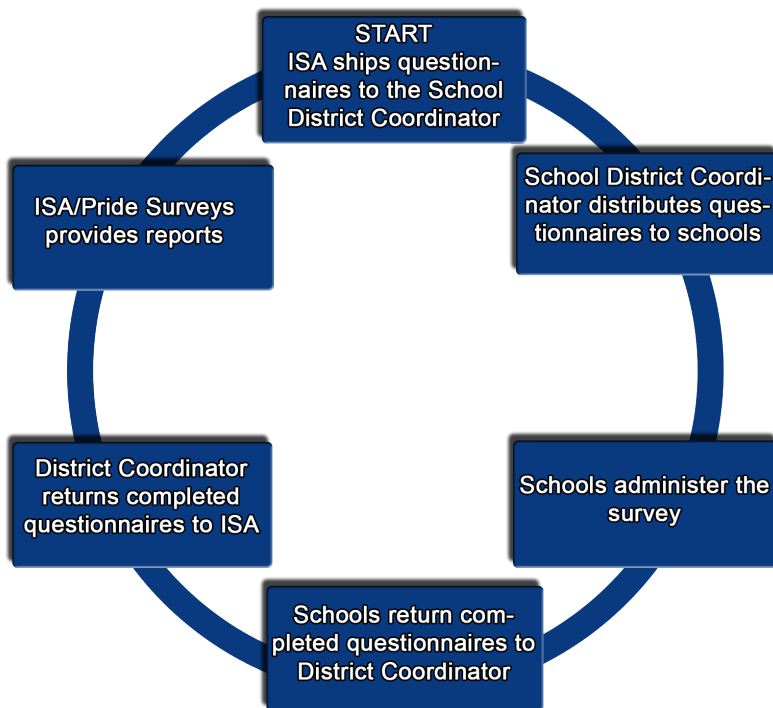 START
ISA ships question-
naires to the School
District Coordinator
School District Coordi-
nator distributes ques-
tionnaires to schools
Schools administer the
survey
Schools return com-
pleted questionnaires to
District Coordinator
District Coordinator
returns completed
questionnaires to ISA
ISA/Pride Surveys
provides reports